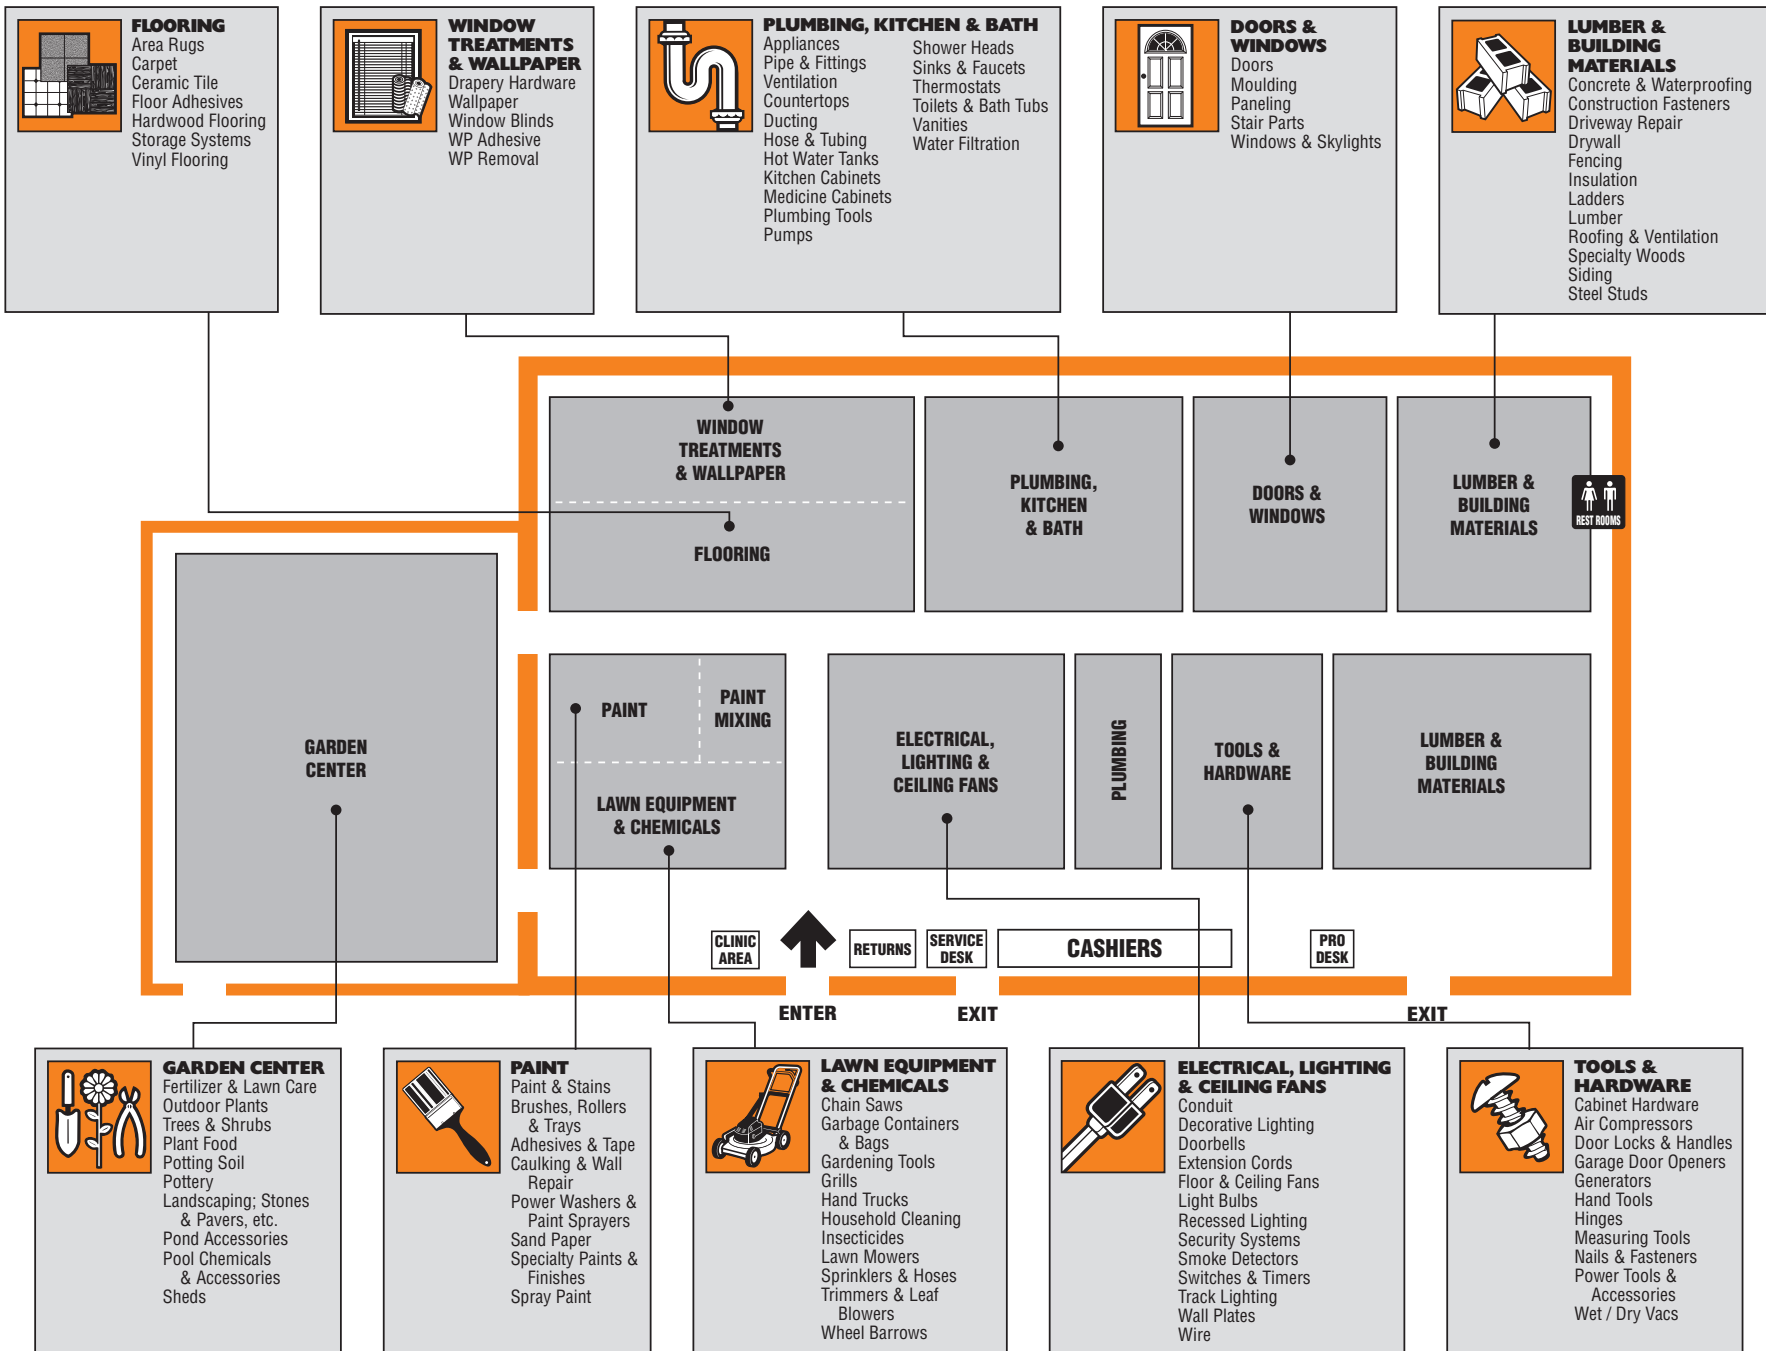 FLOORING
Area Rugs
Carpet
Ceramic Tile
Floor Adhesives
Hardwood Flooring
Storage Systems
Vinyl Flooring
WINDOW
TREATMENTS
& WALLPAPER
Drapery Hardware
Wallpaper
Window Blinds
WP Adhesive
WP Removal
PLUMBING, KITCHEN & BATH
Appliances
Pipe & Fittings
Ventilation
Countertops
Ducting
Hose & Tubing
Hot Water Tanks
Kitchen Cabinets
Medicine Cabinets
Plumbing Tools
Pumps
Shower Heads
Sinks & Faucets
Thermostats
Toilets & Bath Tubs
Vanities
Water Filtration
DOORS &
WINDOWS
Doors
Moulding
Paneling
Stair Parts
Windows & Skylights
LUMBER &
BUILDING
MATERIALS
Concrete & Waterproofing
Construction Fasteners
Driveway Repair
Drywall
Fencing
Insulation
Ladders
Lumber
Roofing & Ventilation
Specialty Woods
Siding
Steel Studs
WINDOW
TREATMENTS
& WALLPAPER
FLOORING
PLUMBING,
KITCHEN
& BATH
DOORS &
WINDOWS
LUMBER &
BUILDING
MATERIALS
REST ROOMS
GARDEN
CENTER
PAINT
PAINT
MIXING
LAWN EQUIPMENT
& CHEMICALS
ELECTRICAL,
LIGHTING &
CEILING FANS
PLUMBING
TOOLS &
HARDWARE
LUMBER &
BUILDING
MATERIALS
CLINIC
AREA
RETURNS
SERVICE
DESK
CASHIERS
PRO
DESK
ENTER
EXIT
EXIT
GARDEN CENTER
Fertilizer & Lawn Care
Outdoor Plants
Trees & Shrubs
Plant Food
Potting Soil
Pottery
Landscaping; Stones
& Pavers, etc.
Pond Accessories
Pool Chemicals
& Accessories
Sheds
PAINT
Paint & Stains
Brushes, Rollers
& Trays
Adhesives & Tape
Caulking & Wall
Repair
Power Washers &
Paint Sprayers
Sand Paper
Specialty Paints &
Finishes
Spray Paint
LAWN EQUIPMENT
& CHEMICALS
Chain Saws
Garbage Containers
& Bags
Gardening Tools
Grills
Hand Trucks
Household Cleaning
Insecticides
Lawn Mowers
Sprinklers & Hoses
Trimmers & Leaf
Blowers
Wheel Barrows
ELECTRICAL, LIGHTING
& CEILING FANS
Conduit
Decorative Lighting
Doorbells
Extension Cords
Floor & Ceiling Fans
Light Bulbs
Recessed Lighting
Security Systems
Smoke Detectors
Switches & Timers
Track Lighting
Wall Plates
Wire
TOOLS &
HARDWARE
Cabinet Hardware
Air Compressors
Door Locks & Handles
Garage Door Openers
Generators
Hand Tools
Hinges
Measuring Tools
Nails & Fasteners
Power Tools &
Accessories
Wet / Dry Vacs